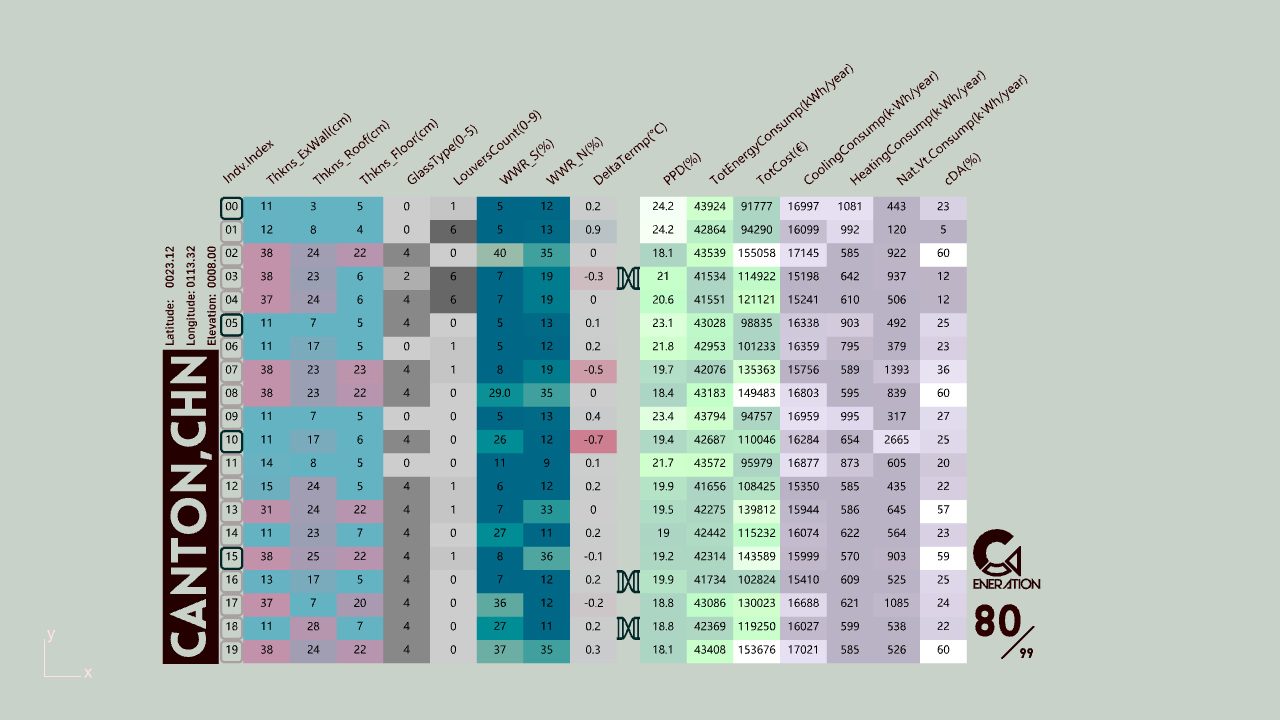 Indv.Index Thkns_ExWall(cm) Thkns_Roof(cm) Thkns_Floor(cm) GlassType(0-5) LouversCount(0-9) WWR_S(%) WWR_N(%) DeltaTermp(°C) PPD(%) TotEnergyConsump(kWh/year) TotCost(€) CoolingConsump(k·Wh/year) HeatingConsump(k·Wh/year) Nat.Vt.Consump(k·Wh/year) cDA(%)
00 11 3 5 0 1 5 12 0.2 24.2 43924 91777 16997 1081 443 23
01 12 8 4 0 6 5 13 0.9 24.2 42864 94290 16099 992 120 5
02 38 24 22 4 0 40 35 0 18.1 43539 155058 17145 585 922 60
03 38 23 6 2 6 7 19 -0.3 21 41534 114922 15198 642 937 12
04 37 24 6 4 6 7 19 0 20.6 41551 121121 15241 610 506 12
05 11 7 5 4 0 5 13 0.1 23.1 43028 98835 16338 903 492 25
06 11 17 5 0 1 5 12 0.2 21.8 42953 101233 16359 795 379 23
07 38 23 23 4 1 8 19 -0.5 19.7 42076 135363 15756 589 1393 36
08 38 23 22 4 0 29.0 35 0 18.4 43183 149483 16803 595 839 60
09 11 7 5 0 0 5 13 0.4 23.4 43794 94757 16959 995 317 27
10 11 17 6 4 0 26 12 -0.7 19.4 42687 110046 16284 654 2665 25
11 14 8 5 0 0 11 9 0.1 21.7 43572 95979 16877 873 605 20
12 15 24 5 4 1 6 12 0.2 19.9 41656 108425 15350 585 435 22
13 31 24 22 4 1 7 33 0 19.5 42275 139812 15944 586 645 57
14 11 23 7 4 0 27 11 0.2 19 42442 115232 16074 622 564 23
15 38 25 22 4 1 8 36 -0.1 19.2 42314 143589 15999 570 903 59
16 13 17 5 4 0 7 12 0.2 19.9 41734 102824 15410 609 525 25
17 37 7 20 4 0 36 12 -0.2 18.8 43086 130023 16688 621 1085 24
18 11 28 7 4 0 27 11 0.2 18.8 42369 119250 16027 599 538 22
19 38 24 22 4 0 37 35 0.3 18.1 43408 153676 17021 585 526 60
Latitude: 0023.12
Longitude: 0113.32
Elevation: 0008.00
CANTON,CHN
G
ENERATION
80/99
y
x